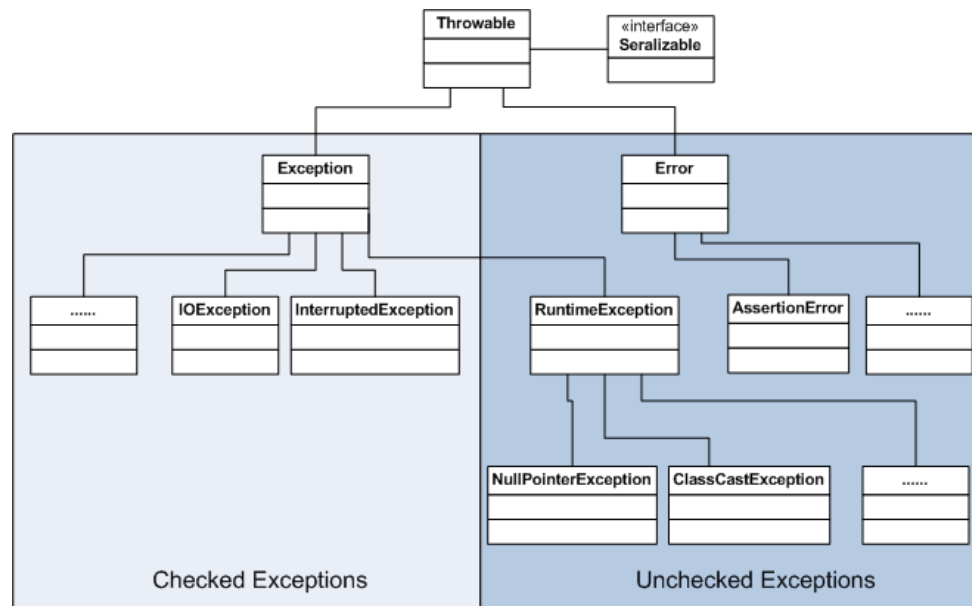 Throwable
«interface»
Seralizable
Exception
Error
......
IOException
InterruptedException
RuntimeException
AssertionError
......
NullPointerException
ClassCastException
......
Checked Exceptions
Unchecked Exceptions